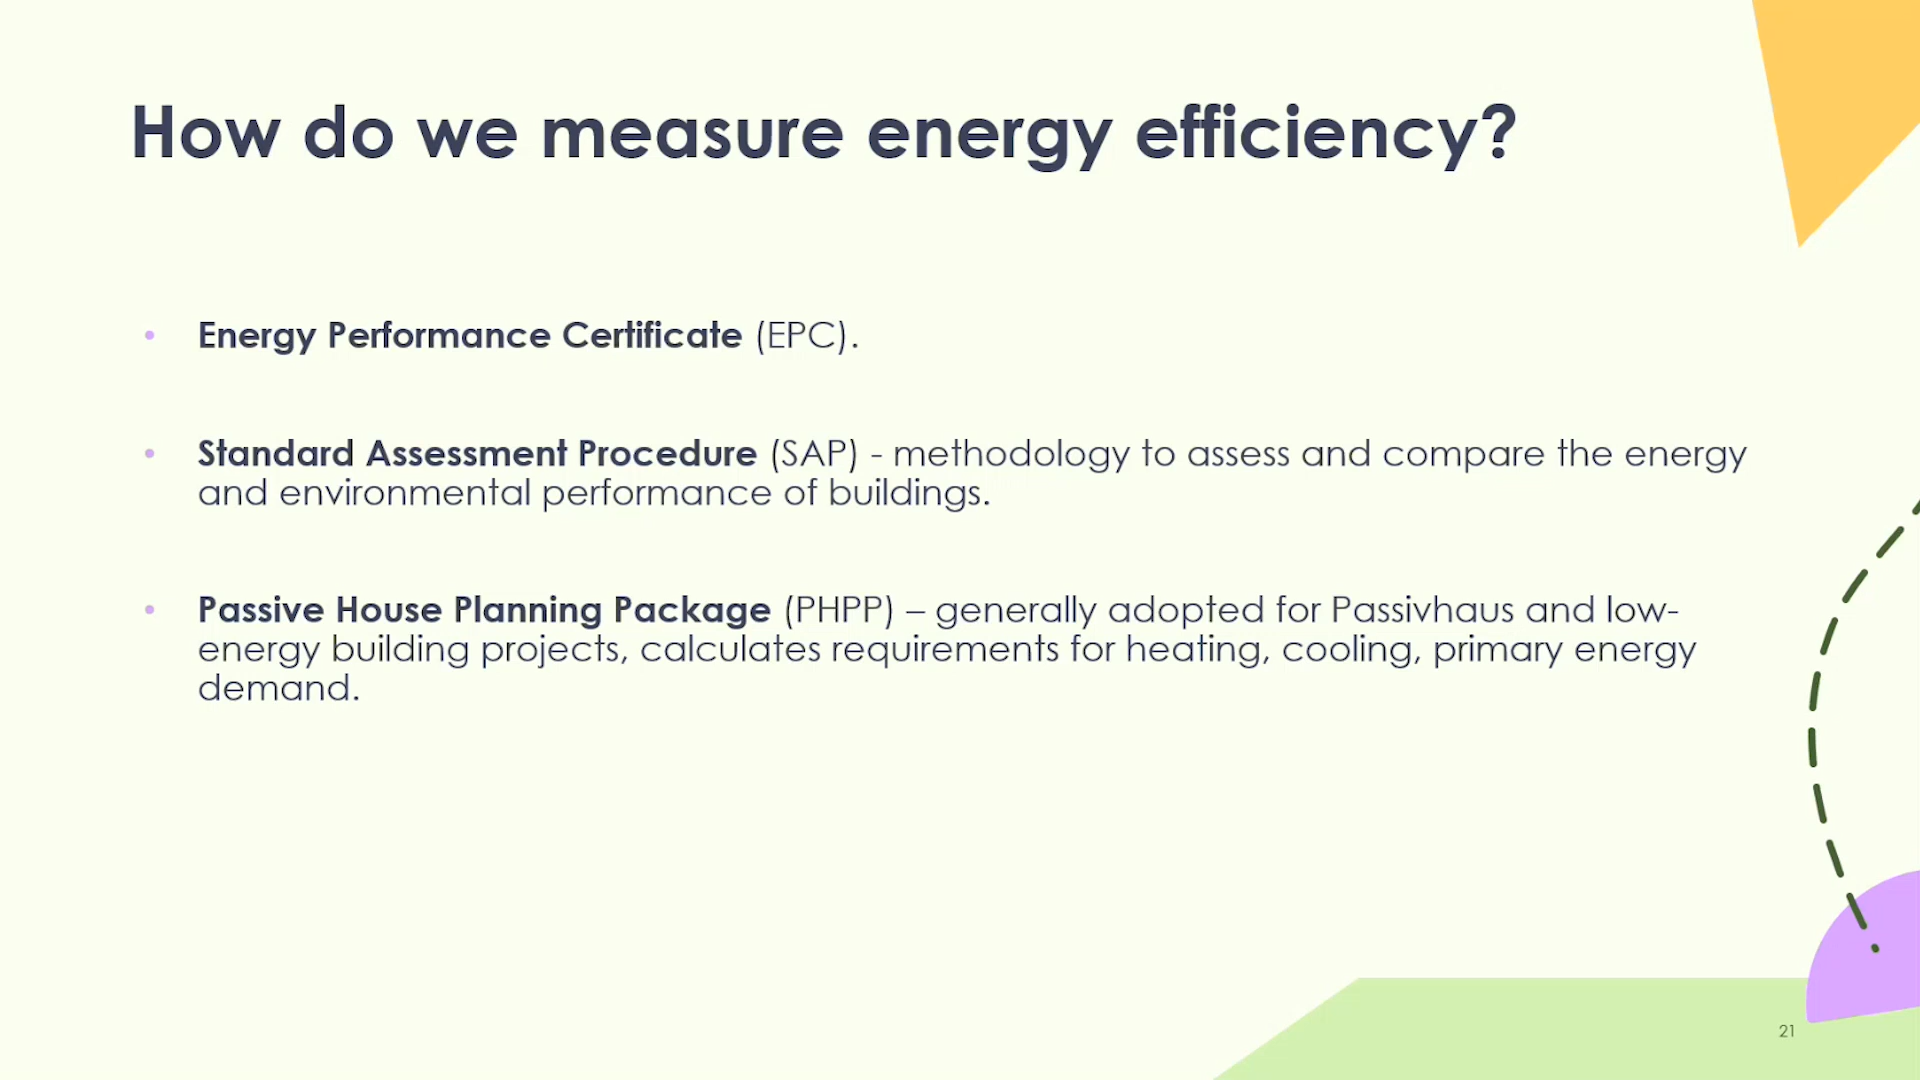 How do we measure energy efficiency?
• Energy Performance Certificate (EPC).
• Standard Assessment Procedure (SAP) - methodology to assess and compare the energy
and environmental performance of buildings.
• Passive House Planning Package (PHPP) – generally adopted for Passivhaus and low-
energy building projects, calculates requirements for heating, cooling, primary energy
demand.
21